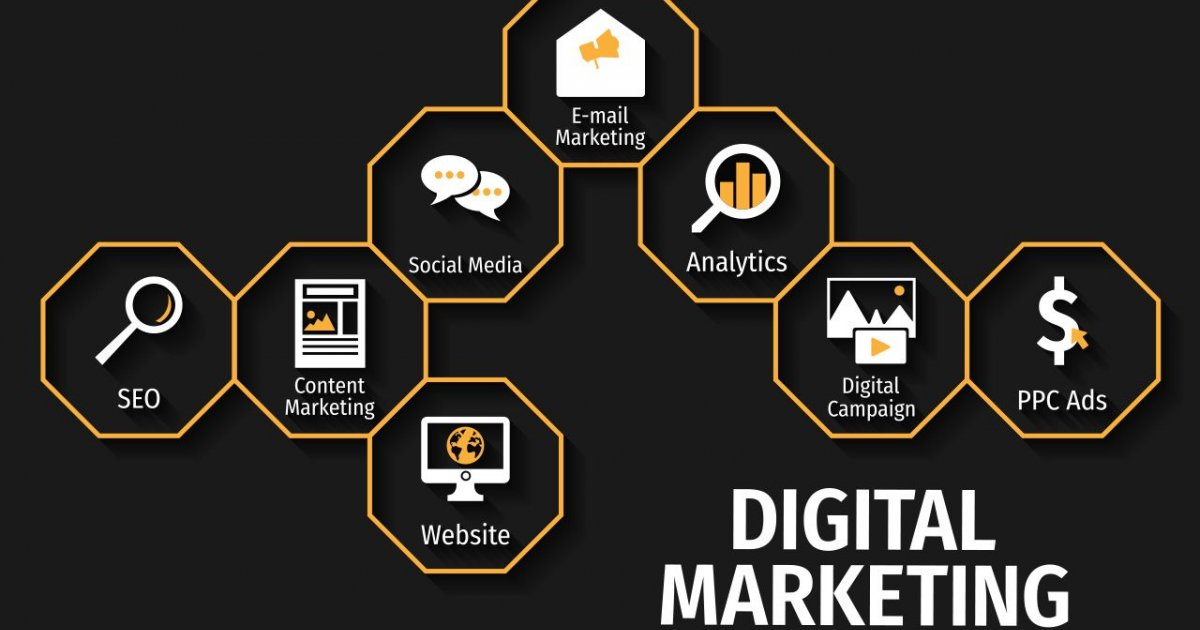 E-mail
Marketing
Social Media
Analytics
SEO
Content
Marketing
Digital
Campaign
PPC Ads
Website
DIGITAL
MARKETING